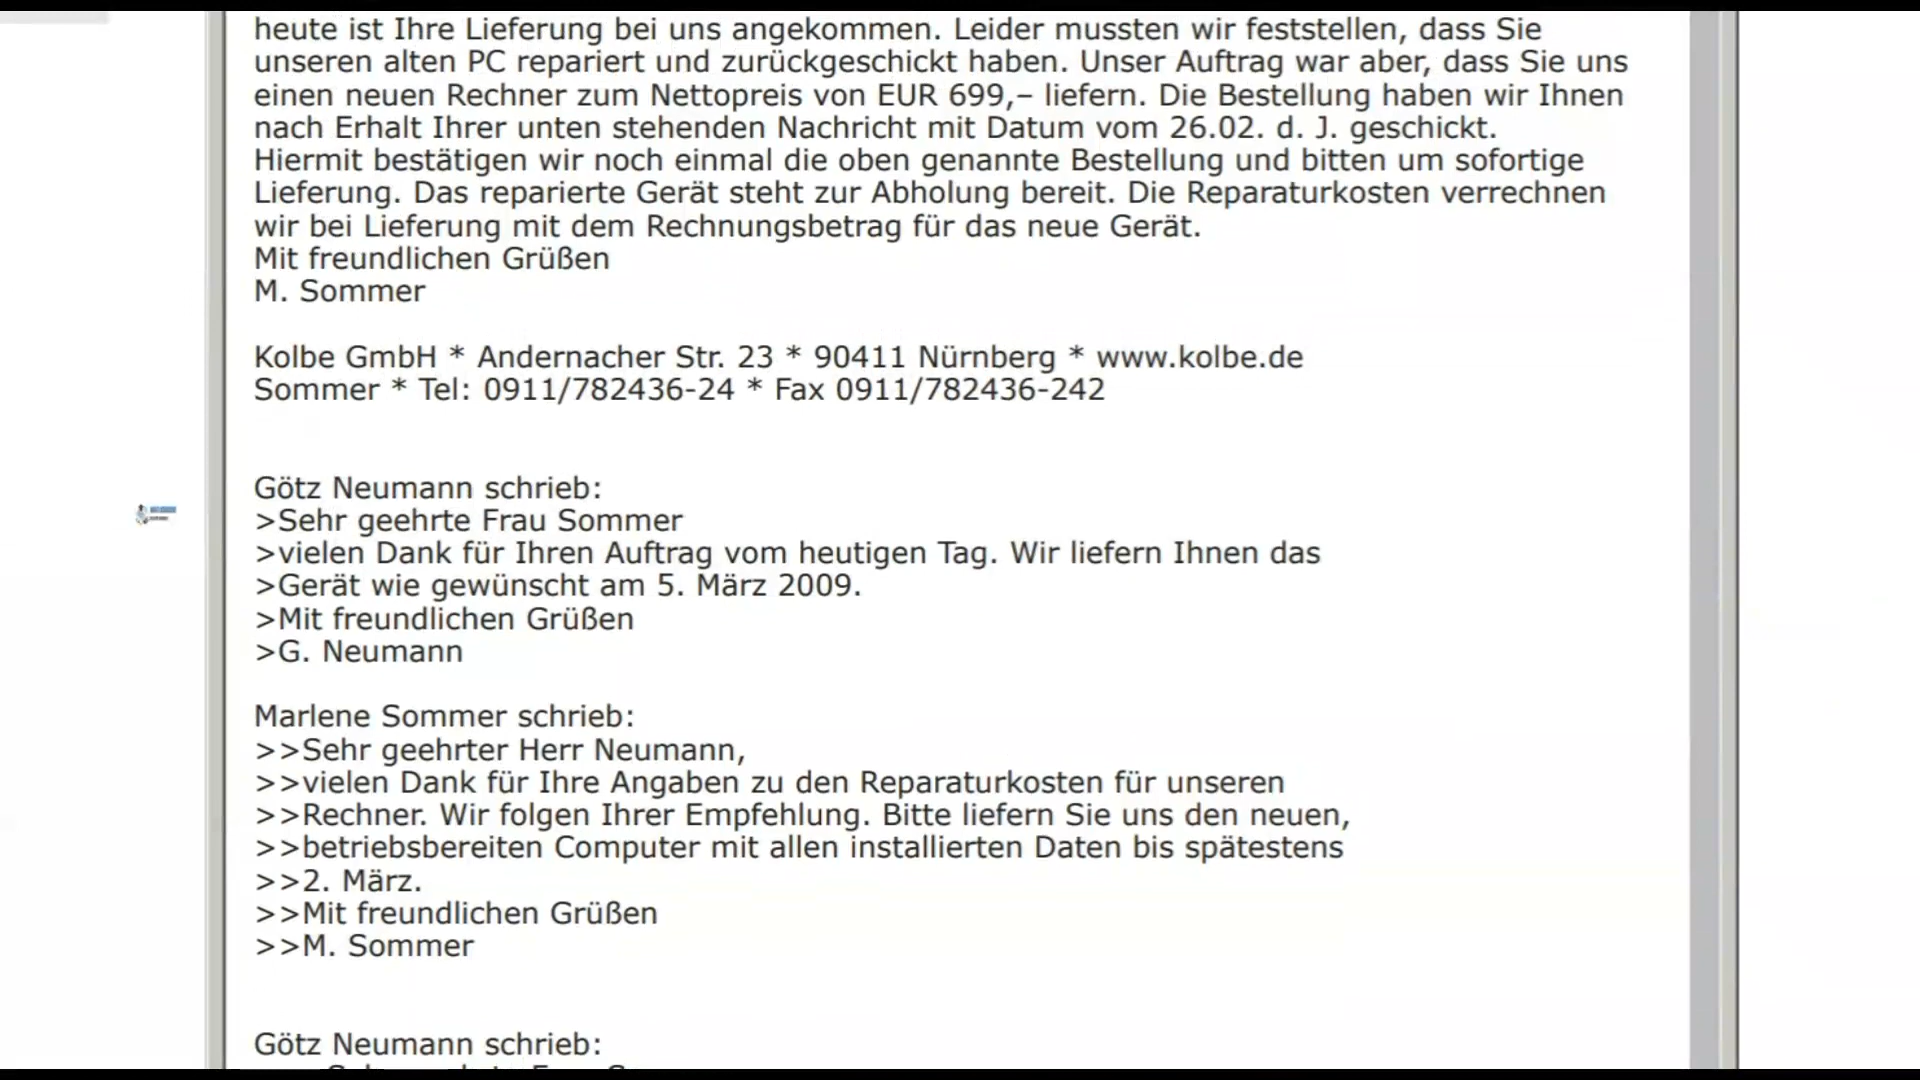 heute ist Ihre Lieferung bei uns angekommen. Leider mussten wir feststellen, dass Sie
unseren alten PC repariert und zurückgeschickt haben. Unser Auftrag war aber, dass Sie uns
einen neuen Rechner zum Nettopreis von EUR 699,– liefern. Die Bestellung haben wir Ihnen
nach Erhalt Ihrer unten stehenden Nachricht mit Datum vom 26.02. d. J. geschickt.
Hiermit bestätigen wir noch einmal die oben genannte Bestellung und bitten um sofortige
Lieferung. Das reparierte Gerät steht zur Abholung bereit. Die Reparaturkosten verrechnen
wir bei Lieferung mit dem Rechnungsbetrag für das neue Gerät.
Mit freundlichen Grüßen
M. Sommer
Kolbe GmbH * Andernacher Str. 23 * 90411 Nürnberg * www.kolbe.de
Sommer * Tel: 0911/782436-24 * Fax 0911/782436-242
Götz Neumann schrieb:
>Sehr geehrte Frau Sommer
>vielen Dank für Ihren Auftrag vom heutigen Tag. Wir liefern Ihnen das
>Gerät wie gewünscht am 5. März 2009.
>Mit freundlichen Grüßen
>G. Neumann
Marlene Sommer schrieb:
>>Sehr geehrter Herr Neumann,
>>vielen Dank für Ihre Angaben zu den Reparaturkosten für unseren
>>Rechner. Wir folgen Ihrer Empfehlung. Bitte liefern Sie uns den neuen,
>>betriebsbereiten Computer mit allen installierten Daten bis spätestens
>>2. März.
>>Mit freundlichen Grüßen
>>M. Sommer
Götz Neumann schrieb: